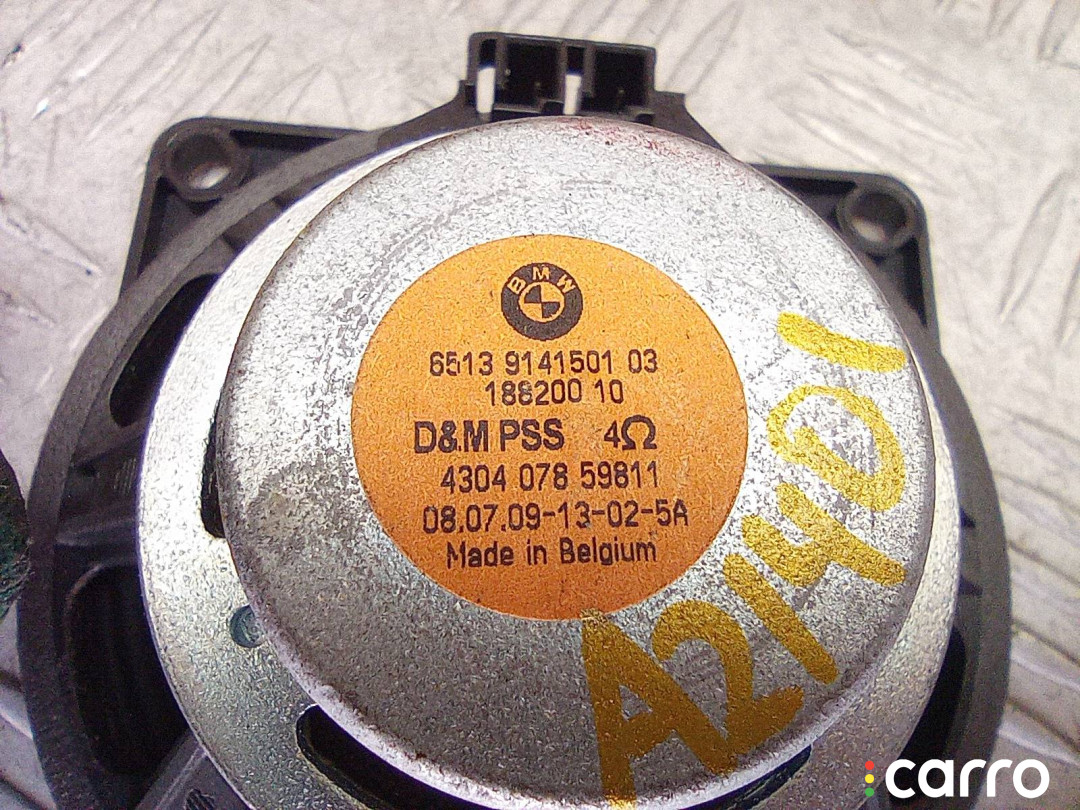 BMW
6513 9141501 03
188200 10
D&M PSS 4Ω
4304 078 59811
08.07.09-13-02-5A
Made in Belgium
A21401
carro